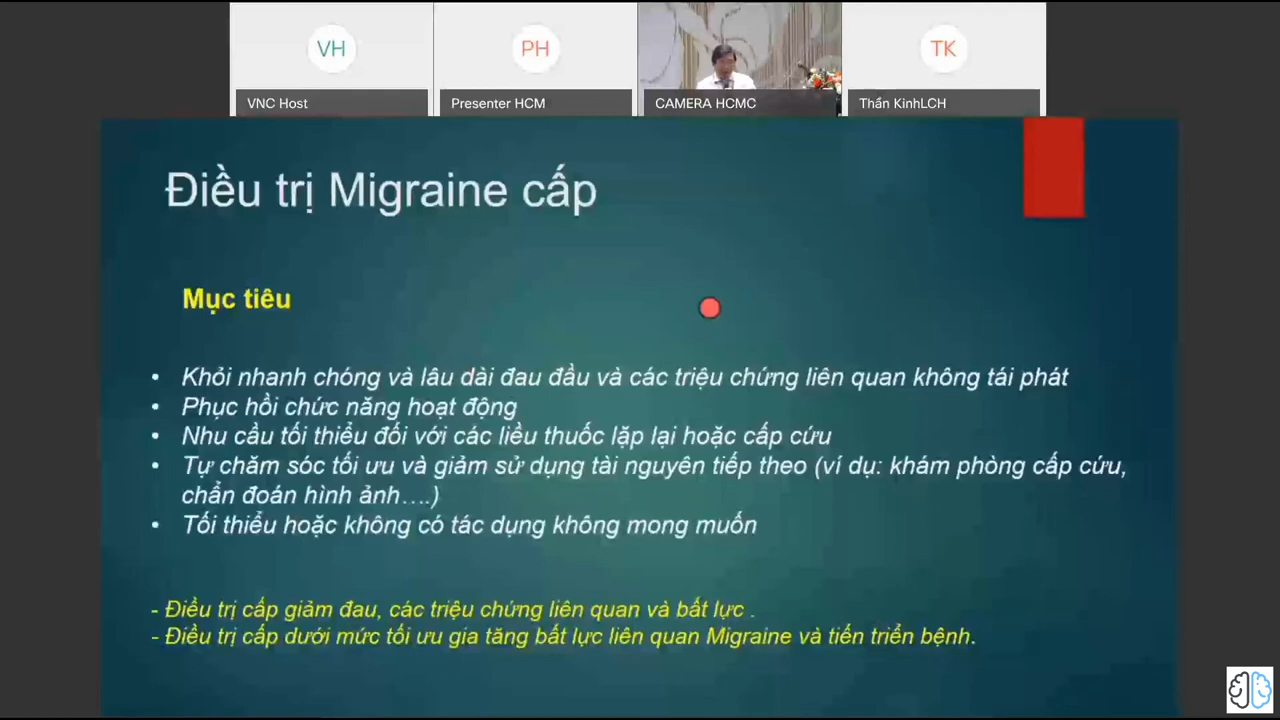 VH
PH
TK
VNC Host
Presenter HCM
CAMERA HCMC
Thần KinhLCH
Điều trị Migraine cấp
Mục tiêu
• Khỏi nhanh chóng và lâu dài đau đầu và các triệu chứng liên quan không tái phát
• Phục hồi chức năng hoạt động
• Nhu cầu tối thiểu đối với các liều thuốc lặp lại hoặc cấp cứu
• Tự chăm sóc tối ưu và giảm sử dụng tài nguyên tiếp theo (ví dụ: khám phòng cấp cứu,
chẩn đoán hình ảnh….)
• Tối thiểu hoặc không có tác dụng không mong muốn
- Điều trị cấp giảm đau, các triệu chứng liên quan và bất lực .
- Điều trị cấp dưới mức tối ưu gia tăng bất lực liên quan Migraine và tiến triển bệnh.